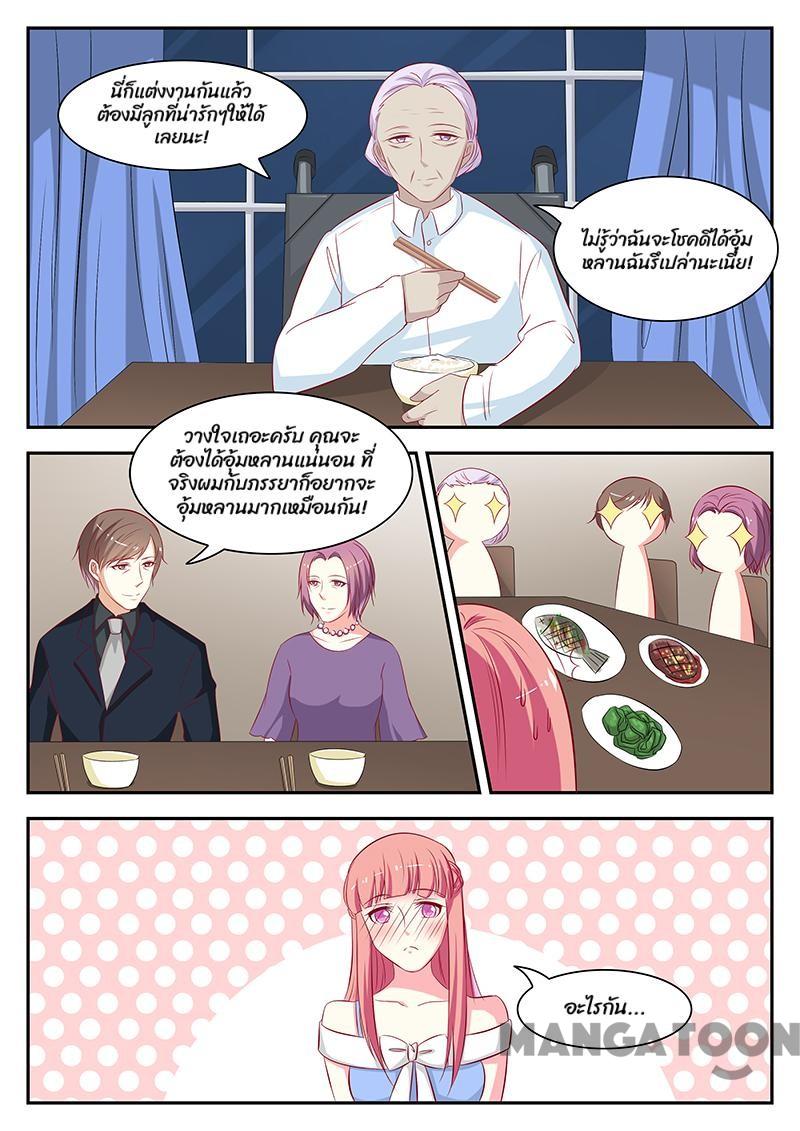 นี่ก็แต่งงานกันแล้ว
ต้องมีลูกที่น่ารักๆให้ได้
เลยนะ!
ไม่รู้ว่าฉันจะโชคดีได้อุ้ม
หลานฉันรึเปล่านะเนี่ย!
วางใจเถอะครับ คุณจะ
ต้องได้อุ้มหลานแน่นอน ที่
จริงผมกับภรรยาก็อยากจะ
อุ้มหลานมากเหมือนกัน!
อะไรกัน...
MANGATOON